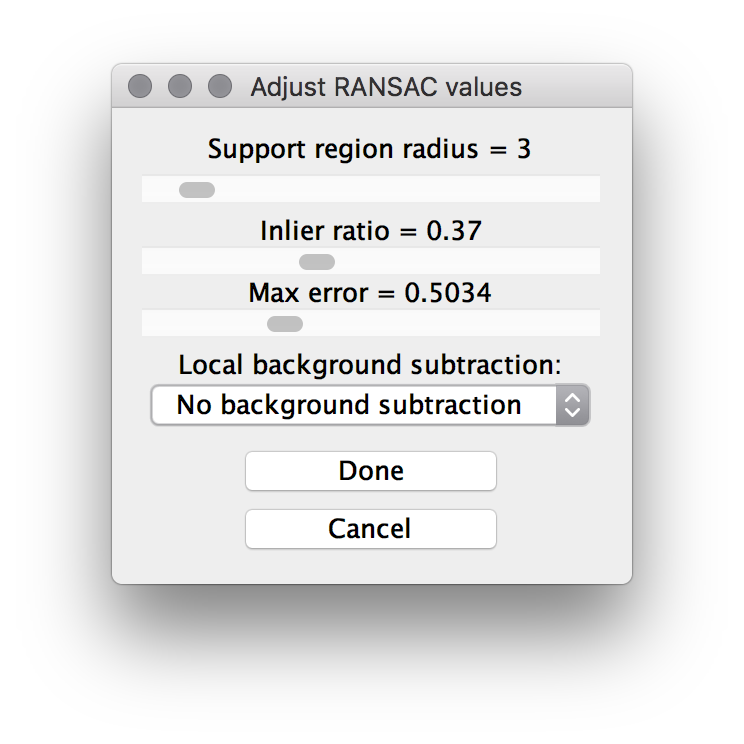 Adjust RANSAC values
Support region radius = 3
Inlier ratio = 0.37
Max error = 0.5034
Local background subtraction:
No background subtraction
Done
Cancel